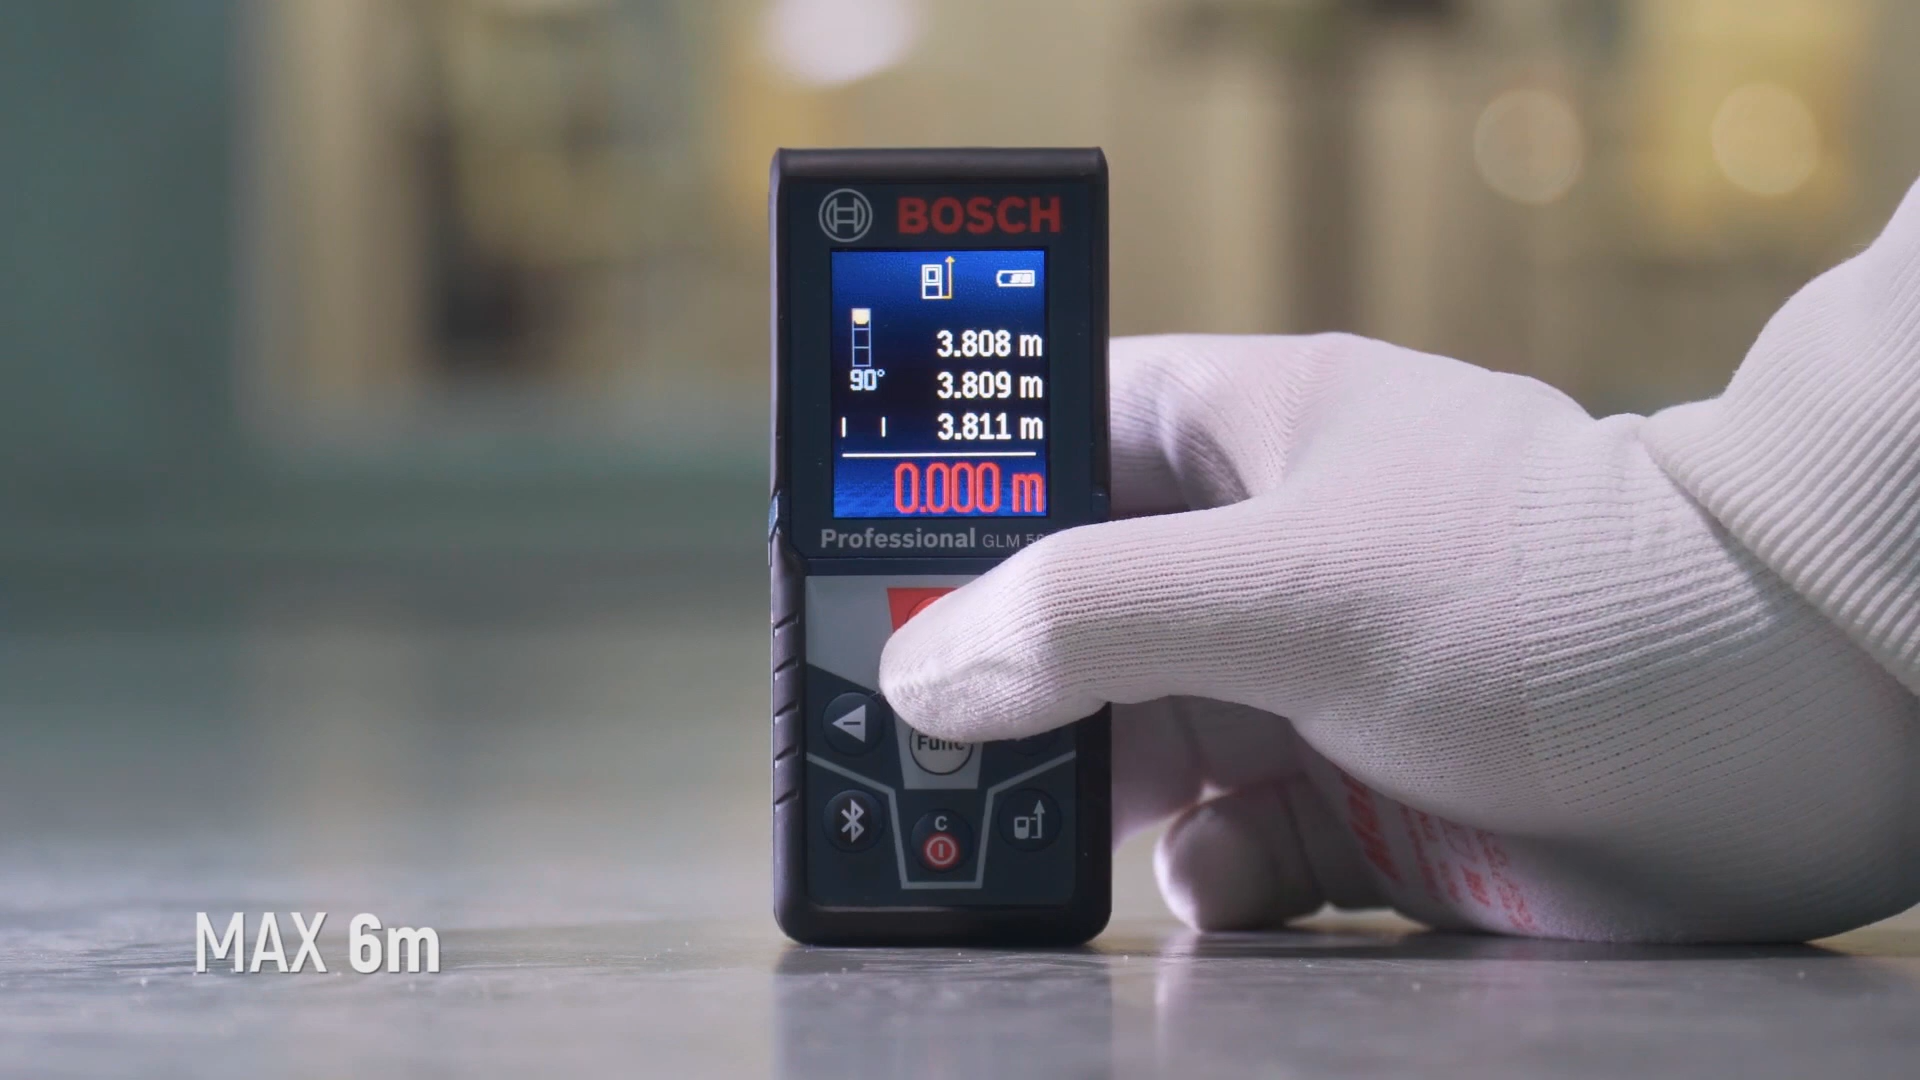 BOSCH
3.808 m
90°
3.809 m
3.811 m
0.000 m
Professional GLM
Func
C
MAX 6m